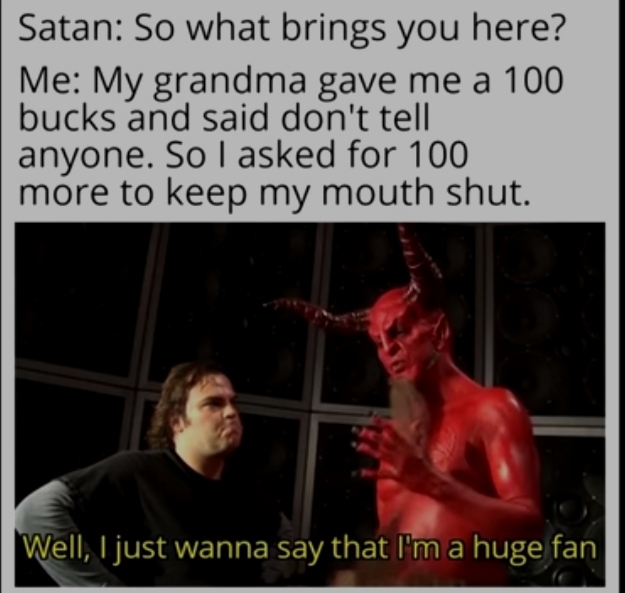 Satan: So what brings you here?
Me: My grandma gave me a 100
bucks and said don't tell
anyone. So I asked for 100
more to keep my mouth shut.
Well, I just wanna say that I'm a huge fan